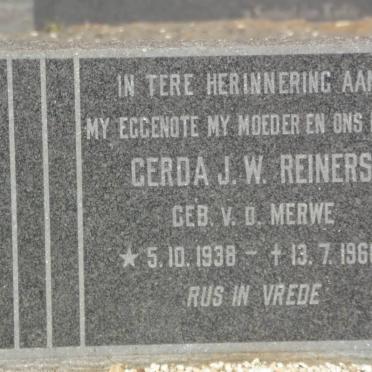 IN TERE HERINNERING AAN
MY EGGENOTE MY MOEDER EN ONS
GERDA J.W. REINERS
GEB. V. D. MERWE
★ 5.10.1938 - ✝ 13.7.196
RUS IN VREDE